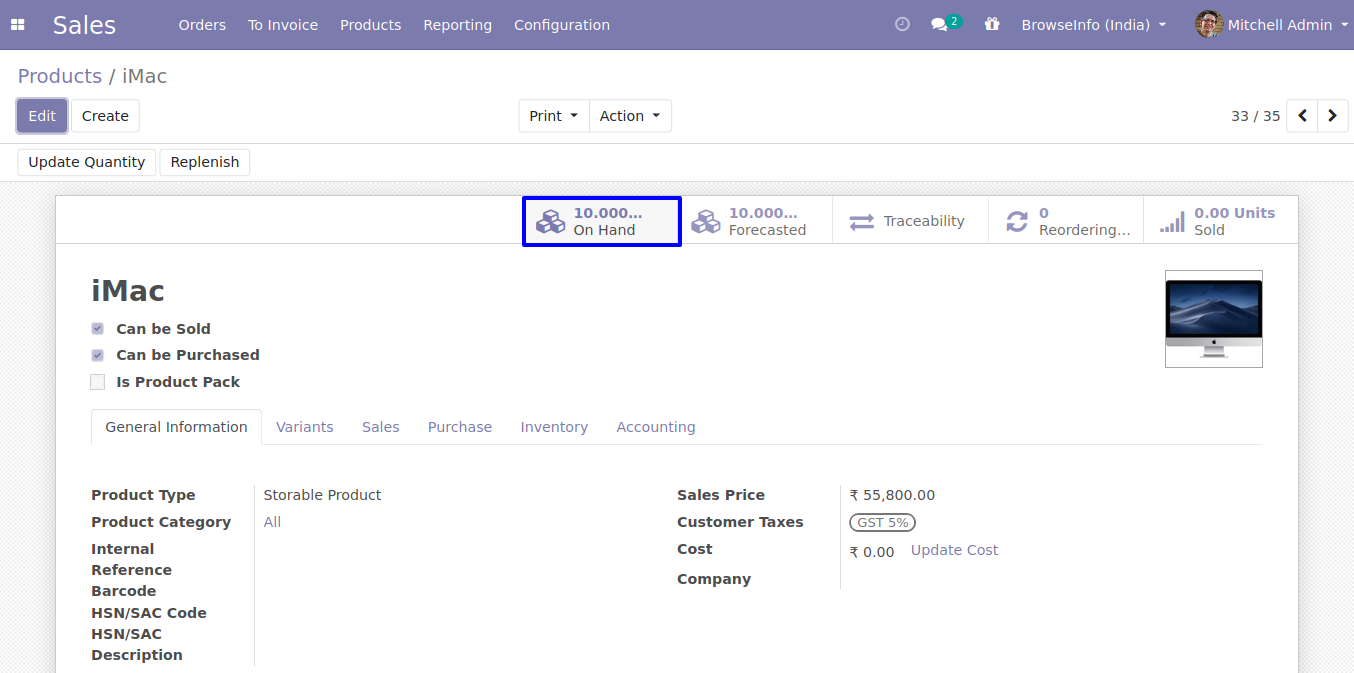 Sales Orders To Invoice Products Reporting Configuration 2 BrowseInfo (India) Mitchell Admin
Products / iMac
Edit Create Print Action 33 / 35
Update Quantity Replenish
10.000… 10.000… Traceability 0 0.00 Units
On Hand Forecasted Reordering… Sold
iMac
Can be Sold
Can be Purchased
Is Product Pack
General Information Variants Sales Purchase Inventory Accounting
Product Type Storable Product Sales Price ₹ 55,800.00
Product Category All Customer Taxes GST 5%
Internal Cost ₹ 0.00 Update Cost
Reference Company
Barcode
HSN/SAC Code
HSN/SAC
Description